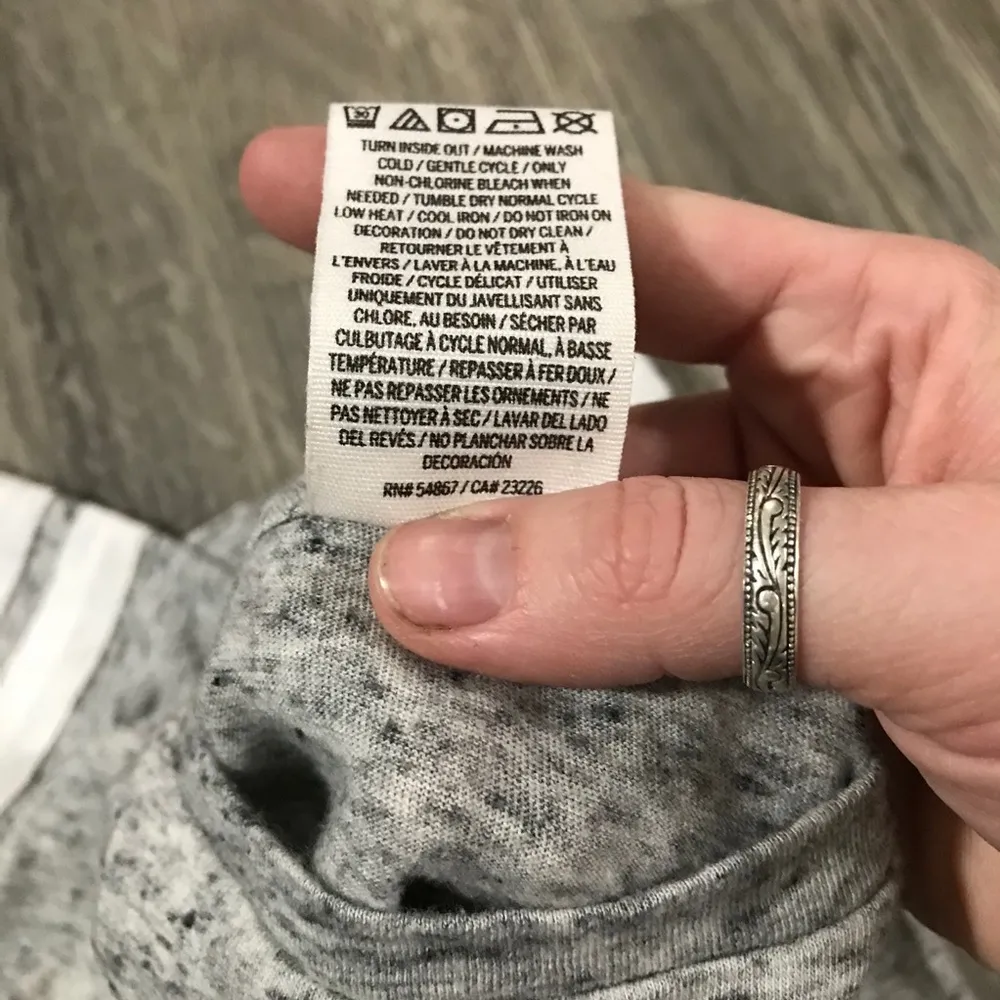 30
TURN INSIDE OUT / MACHINE WASH
COLD / GENTLE CYCLE / ONLY
NON-CHLORINE BLEACH WHEN
NEEDED / TUMBLE DRY NORMAL CYCLE
LOW HEAT / COOL IRON / DO NOT IRON ON
DECORATION / DO NOT DRY CLEAN /
RETOURNER LE VÊTEMENT À
L'ENVERS / LAVER À LA MACHINE, À L'EAU
FROIDE / CYCLE DÉLICAT / UTILISER
UNIQUEMENT DU JAVELLISANT SANS
CHLORE, AU BESOIN / SÉCHER PAR
CULBUTAGE À CYCLE NORMAL, À BASSE
TEMPÉRATURE / REPASSER À FER DOUX /
NE PAS REPASSER LES ORNEMENTS / NE
PAS NETTOYER À SEC / LAVAR DEL LADO
DEL REVÉS / NO PLANCHAR SOBRE LA
DECORACIÓN
RN# 54867 / CA# 23226